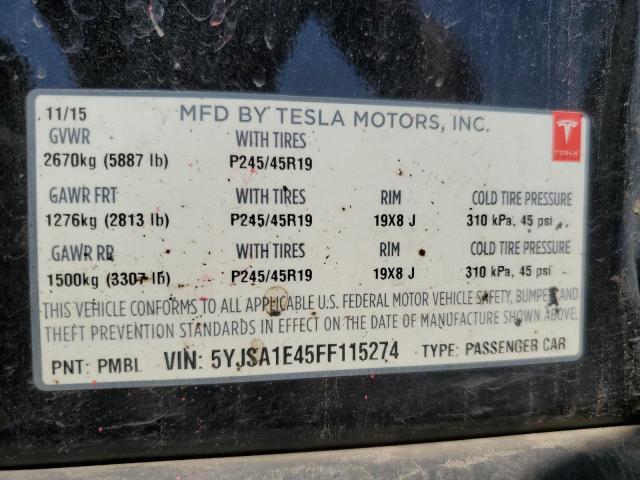 11/15 MFD BY TESLA MOTORS, INC.
GVWR WITH TIRES
2670kg (5887 lb) P245/45R19
TESLA
GAWR FRT WITH TIRES RIM COLD TIRE PRESSURE
1276kg (2813 lb) P245/45R19 19X8 J 310 kPa, 45 psi
GAWR RR WITH TIRES RIM COLD TIRE PRESSURE
1500kg (3307 lb) P245/45R19 19X8 J 310 kPa, 45 psi
THIS VEHICLE CONFORMS TO ALL APPLICABLE U.S. FEDERAL MOTOR VEHICLE SAFETY, BUMPER, AND
THEFT PREVENTION STANDARDS IN EFFECT ON THE DATE OF MANUFACTURE SHOWN ABOVE.
PNT: PMBL VIN: 5YJSA1E45FF115274 TYPE: PASSENGER CAR